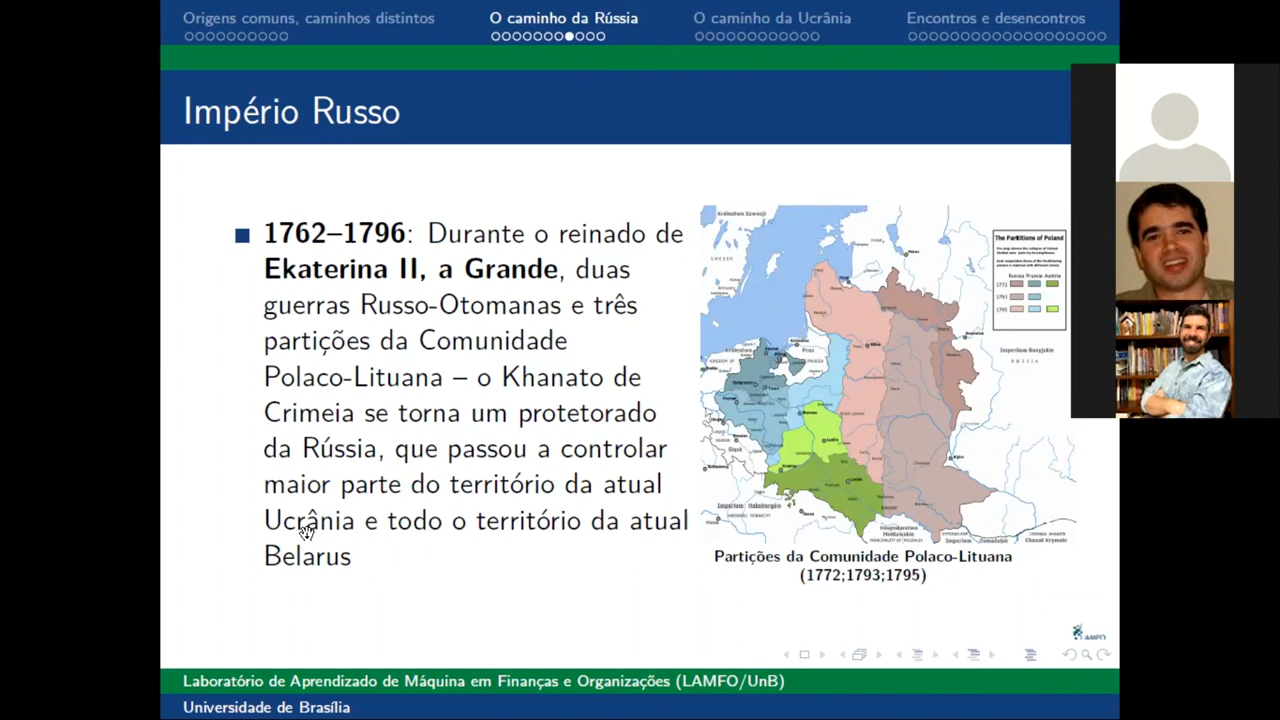 Origens comuns, caminhos distintos
O caminho da Rússia
O caminho da Ucrânia
Encontros e desencontros
Império Russo
1762–1796: Durante o reinado de
Ekaterina II, a Grande, duas
guerras Russo-Otomanas e três
partições da Comunidade
Polaco-Lituana – o Khanato de
Crimeia se torna um protetorado
da Rússia, que passou a controlar
maior parte do território da atual
Ucrânia e todo o território da atual
Belarus
The Partitions of Poland
Russia Prussia Austria
1772
1793
1795
Imperium Rosyjskie
RUSSIA
Partições da Comunidade Polaco-Lituana
(1772;1793;1795)
LAMFO
Laboratório de Aprendizado de Máquina em Finanças e Organizações (LAMFO/UnB)
Universidade de Brasília